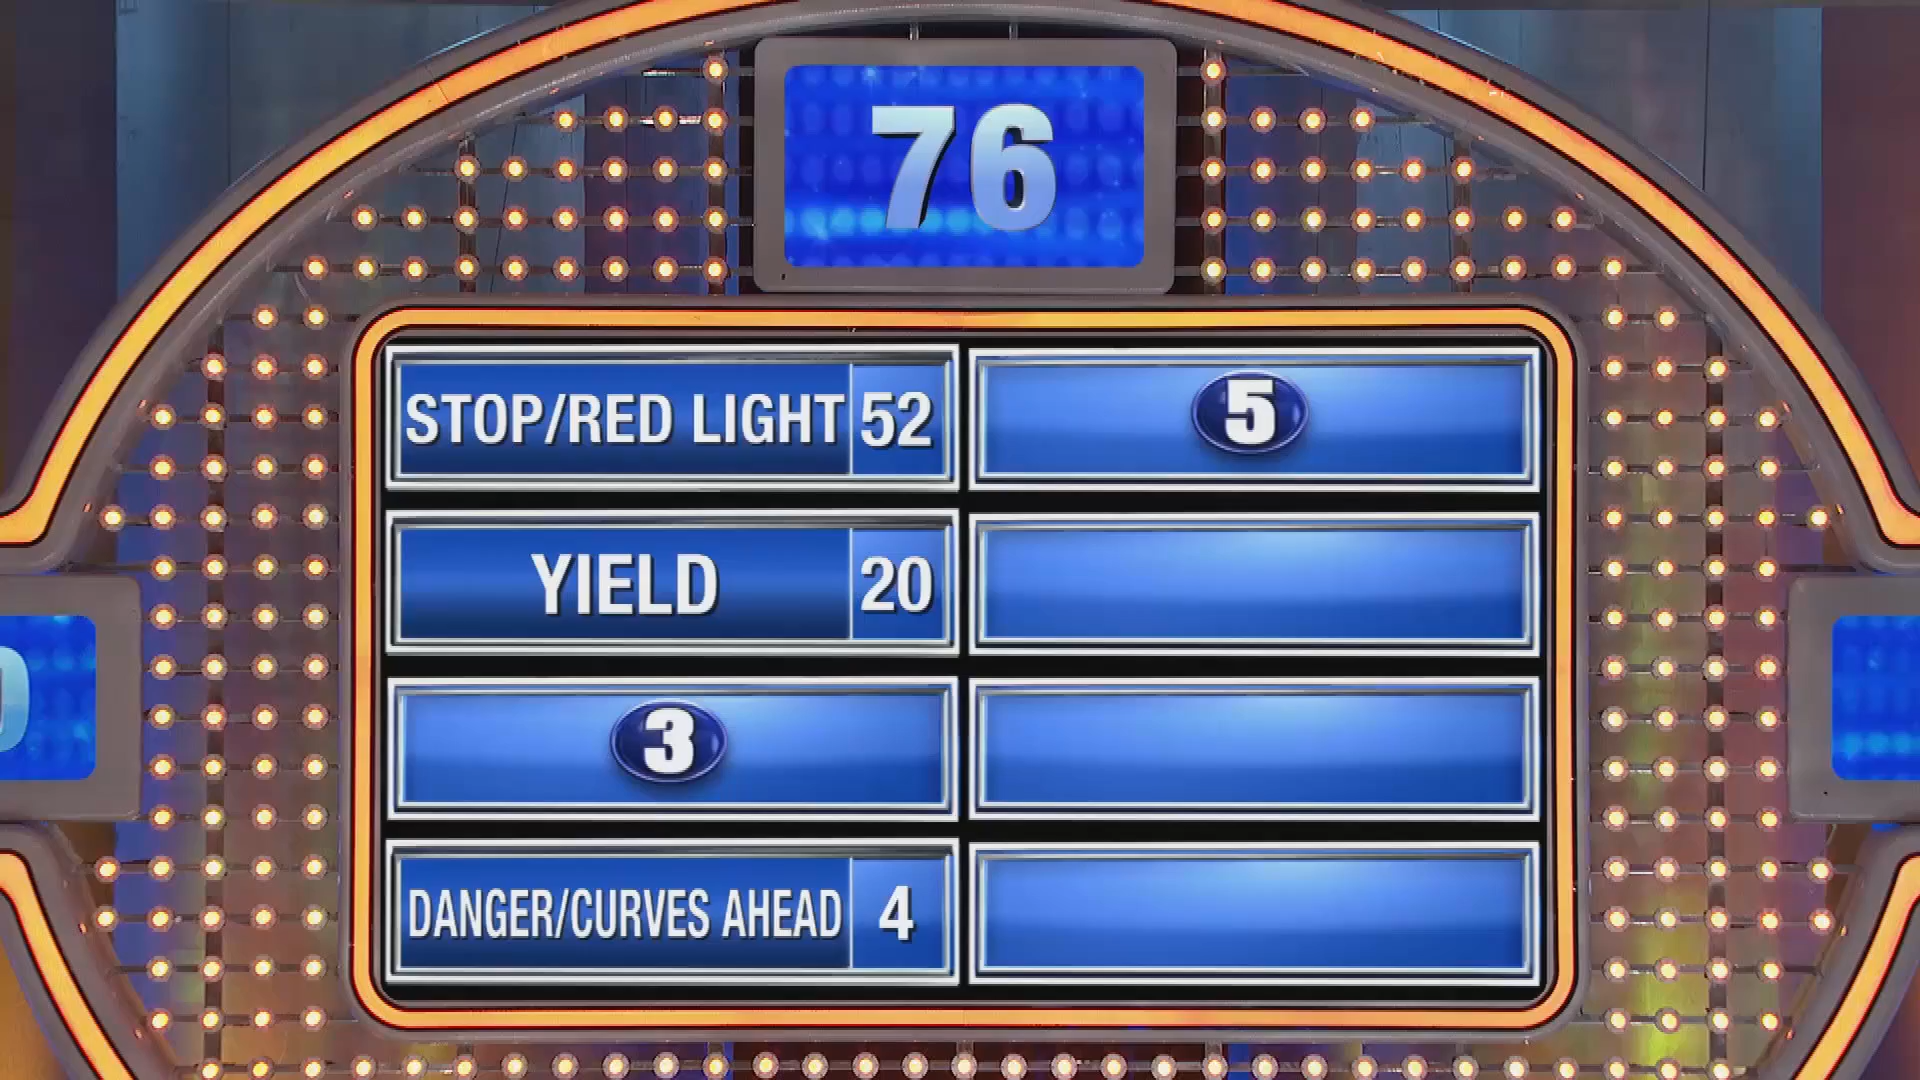 76
STOP/RED LIGHT 52
5
YIELD 20
3
DANGER/CURVES AHEAD 4